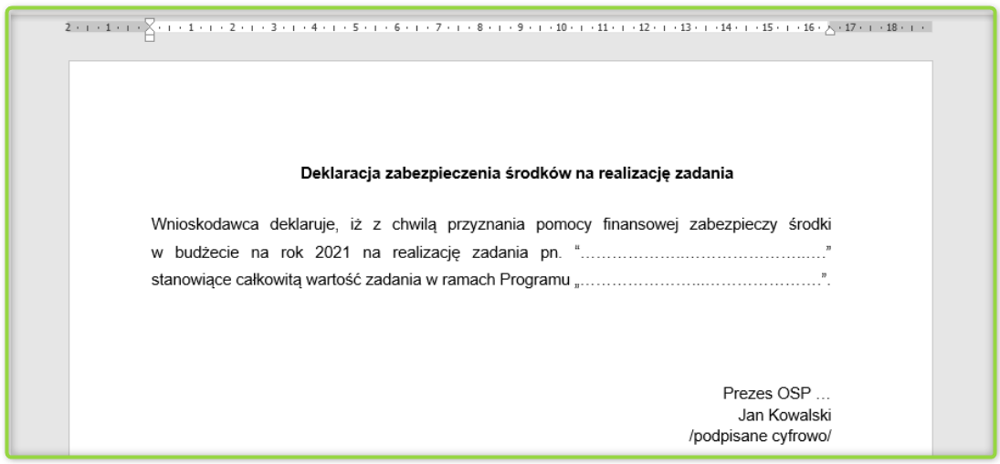 2 1 1 2 3 4 5 6 7 8 9 10 11 12 13 14 15 16 17 18
Deklaracja zabezpieczenia środków na realizację zadania
Wnioskodawca deklaruje, iż z chwilą przyznania pomocy finansowej zabezpieczy środki
w budżecie na rok 2021 na realizację zadania pn. “………………..…………………..….”
stanowiące całkowitą wartość zadania w ramach Programu „…………………...………………….”.
Prezes OSP …
Jan Kowalski
/podpisane cyfrowo/